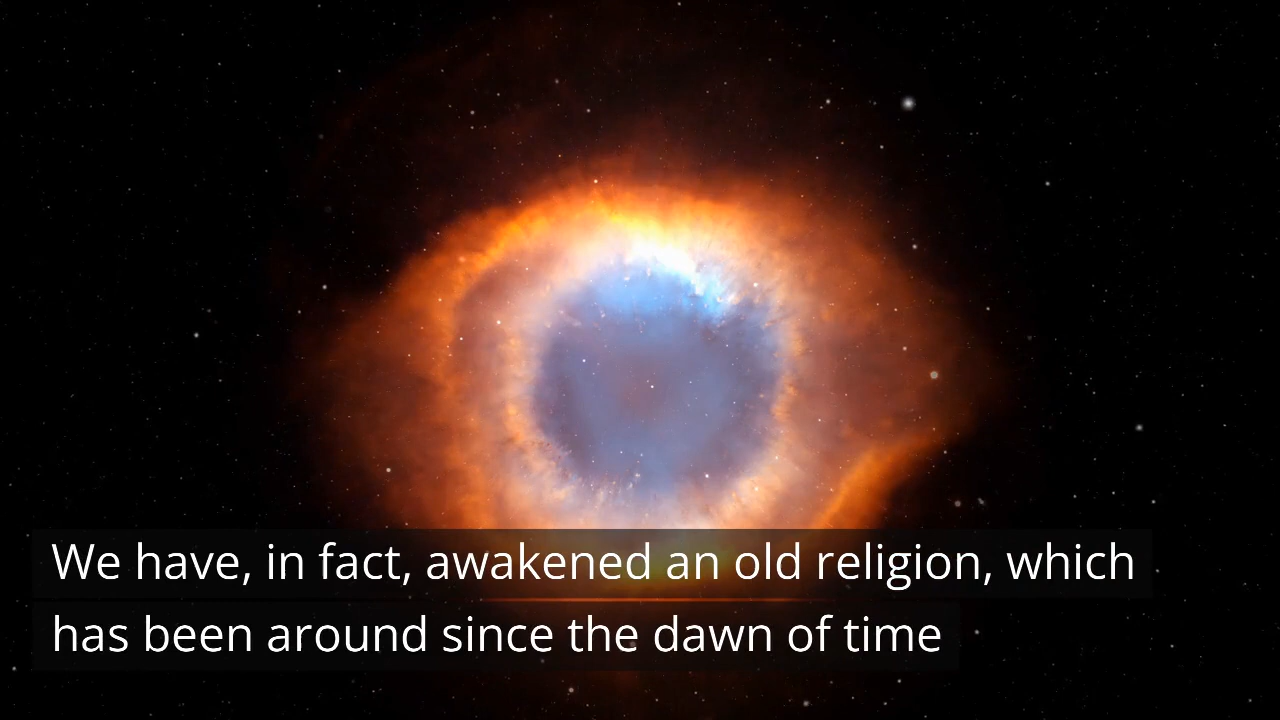 We have, in fact, awakened an old religion, which
has been around since the dawn of time